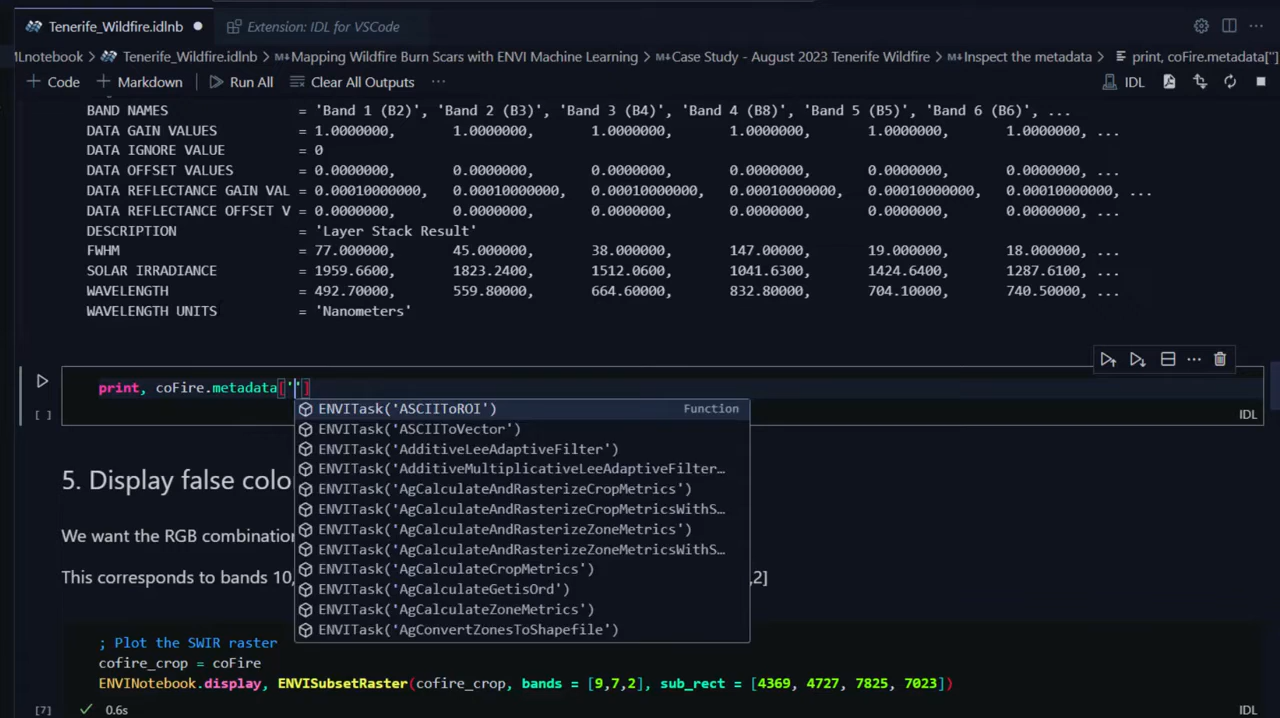 Tenerife_Wildfire.idlnb
Extension: IDL for VSCode
MLnotebook > Tenerife_Wildfire.idlnb > Mapping Wildfire Burn Scars with ENVI Machine Learning > Case Study - August 2023 Tenerife Wildfire > Inspect the metadata > print, coFire.metadata['']
+ Code + Markdown | Run All Clear All Outputs ... IDL
BAND NAMES = 'Band 1 (B2)', 'Band 2 (B3)', 'Band 3 (B4)', 'Band 4 (B8)', 'Band 5 (B5)', 'Band 6 (B6)', ...
DATA GAIN VALUES = 1.0000000, 1.0000000, 1.0000000, 1.0000000, 1.0000000, 1.0000000, ...
DATA IGNORE VALUE = 0
DATA OFFSET VALUES = 0.0000000, 0.0000000, 0.0000000, 0.0000000, 0.0000000, 0.0000000, ...
DATA REFLECTANCE GAIN VAL = 0.00010000000, 0.00010000000, 0.00010000000, 0.00010000000, 0.00010000000, 0.00010000000, ...
DATA REFLECTANCE OFFSET V = 0.0000000, 0.0000000, 0.0000000, 0.0000000, 0.0000000, 0.0000000, ...
DESCRIPTION = 'Layer Stack Result'
FWHM = 77.000000, 45.000000, 38.000000, 147.00000, 19.000000, 18.000000, ...
SOLAR IRRADIANCE = 1959.6600, 1823.2400, 1512.0600, 1041.6300, 1424.6400, 1287.6100, ...
WAVELENGTH = 492.70000, 559.80000, 664.60000, 832.80000, 704.10000, 740.50000, ...
WAVELENGTH UNITS = 'Nanometers'
print, coFire.metadata['']
[ ] IDL
ENVITask('ASCIIToROI') Function
ENVITask('ASCIIToVector')
ENVITask('AdditiveLeeAdaptiveFilter')
ENVITask('AdditiveMultiplicativeLeeAdaptiveFilter…
ENVITask('AgCalculateAndRasterizeCropMetrics')
ENVITask('AgCalculateAndRasterizeCropMetricsWithS…
ENVITask('AgCalculateAndRasterizeZoneMetrics')
ENVITask('AgCalculateAndRasterizeZoneMetricsWithS…
ENVITask('AgCalculateCropMetrics')
ENVITask('AgCalculateGetisOrd')
ENVITask('AgCalculateZoneMetrics')
ENVITask('AgConvertZonesToShapefile')
5. Display false colo
We want the RGB combination
This corresponds to bands 10, ,2]
; Plot the SWIR raster
cofire_crop = coFire
ENVINotebook.display, ENVISubsetRaster(cofire_crop, bands = [9,7,2], sub_rect = [4369, 4727, 7825, 7023])
[7] 0.6s IDL